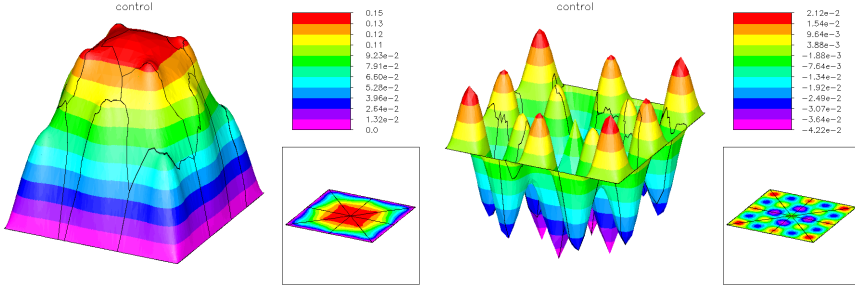 control
0.15
0.13
0.12
0.11
9.23e-2
7.91e-2
6.60e-2
5.28e-2
3.96e-2
2.64e-2
1.32e-2
0.0
control
2.12e-2
1.54e-2
9.64e-3
3.88e-3
-1.88e-3
-7.64e-3
-1.34e-2
-1.92e-2
-2.49e-2
-3.07e-2
-3.64e-2
-4.22e-2